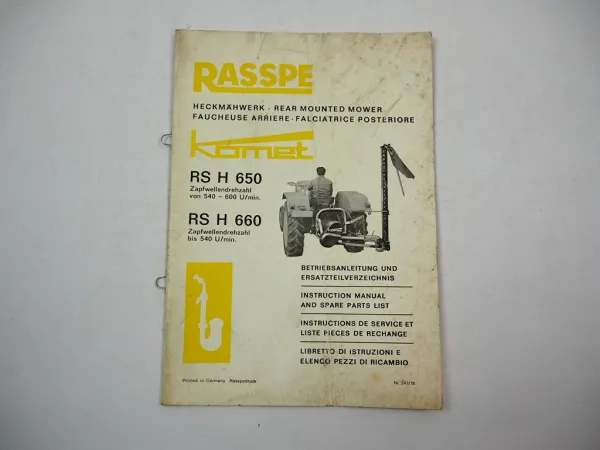 RASSPE
HECKMÄHWERK · REAR MOUNTED MOWER
FAUCHEUSE ARRIERE · FALCIATRICE POSTERIORE
Komet
RS H 650
Zapfwellendrehzahl
von 540 – 600 U/min.
RS H 660
Zapfwellendrehzahl
bis 540 U/min.
BETRIEBSANLEITUNG UND
ERSATZTEILVERZEICHNIS
INSTRUCTION MANUAL
AND SPARE PARTS LIST
INSTRUCTIONS DE SERVICE ET
LISTE PIECES DE RECHANGE
LIBRETTO DI ISTRUZIONI E
ELENCO PEZZI DI RICAMBIO
Printed in Germany Rasspedruck
Nr.